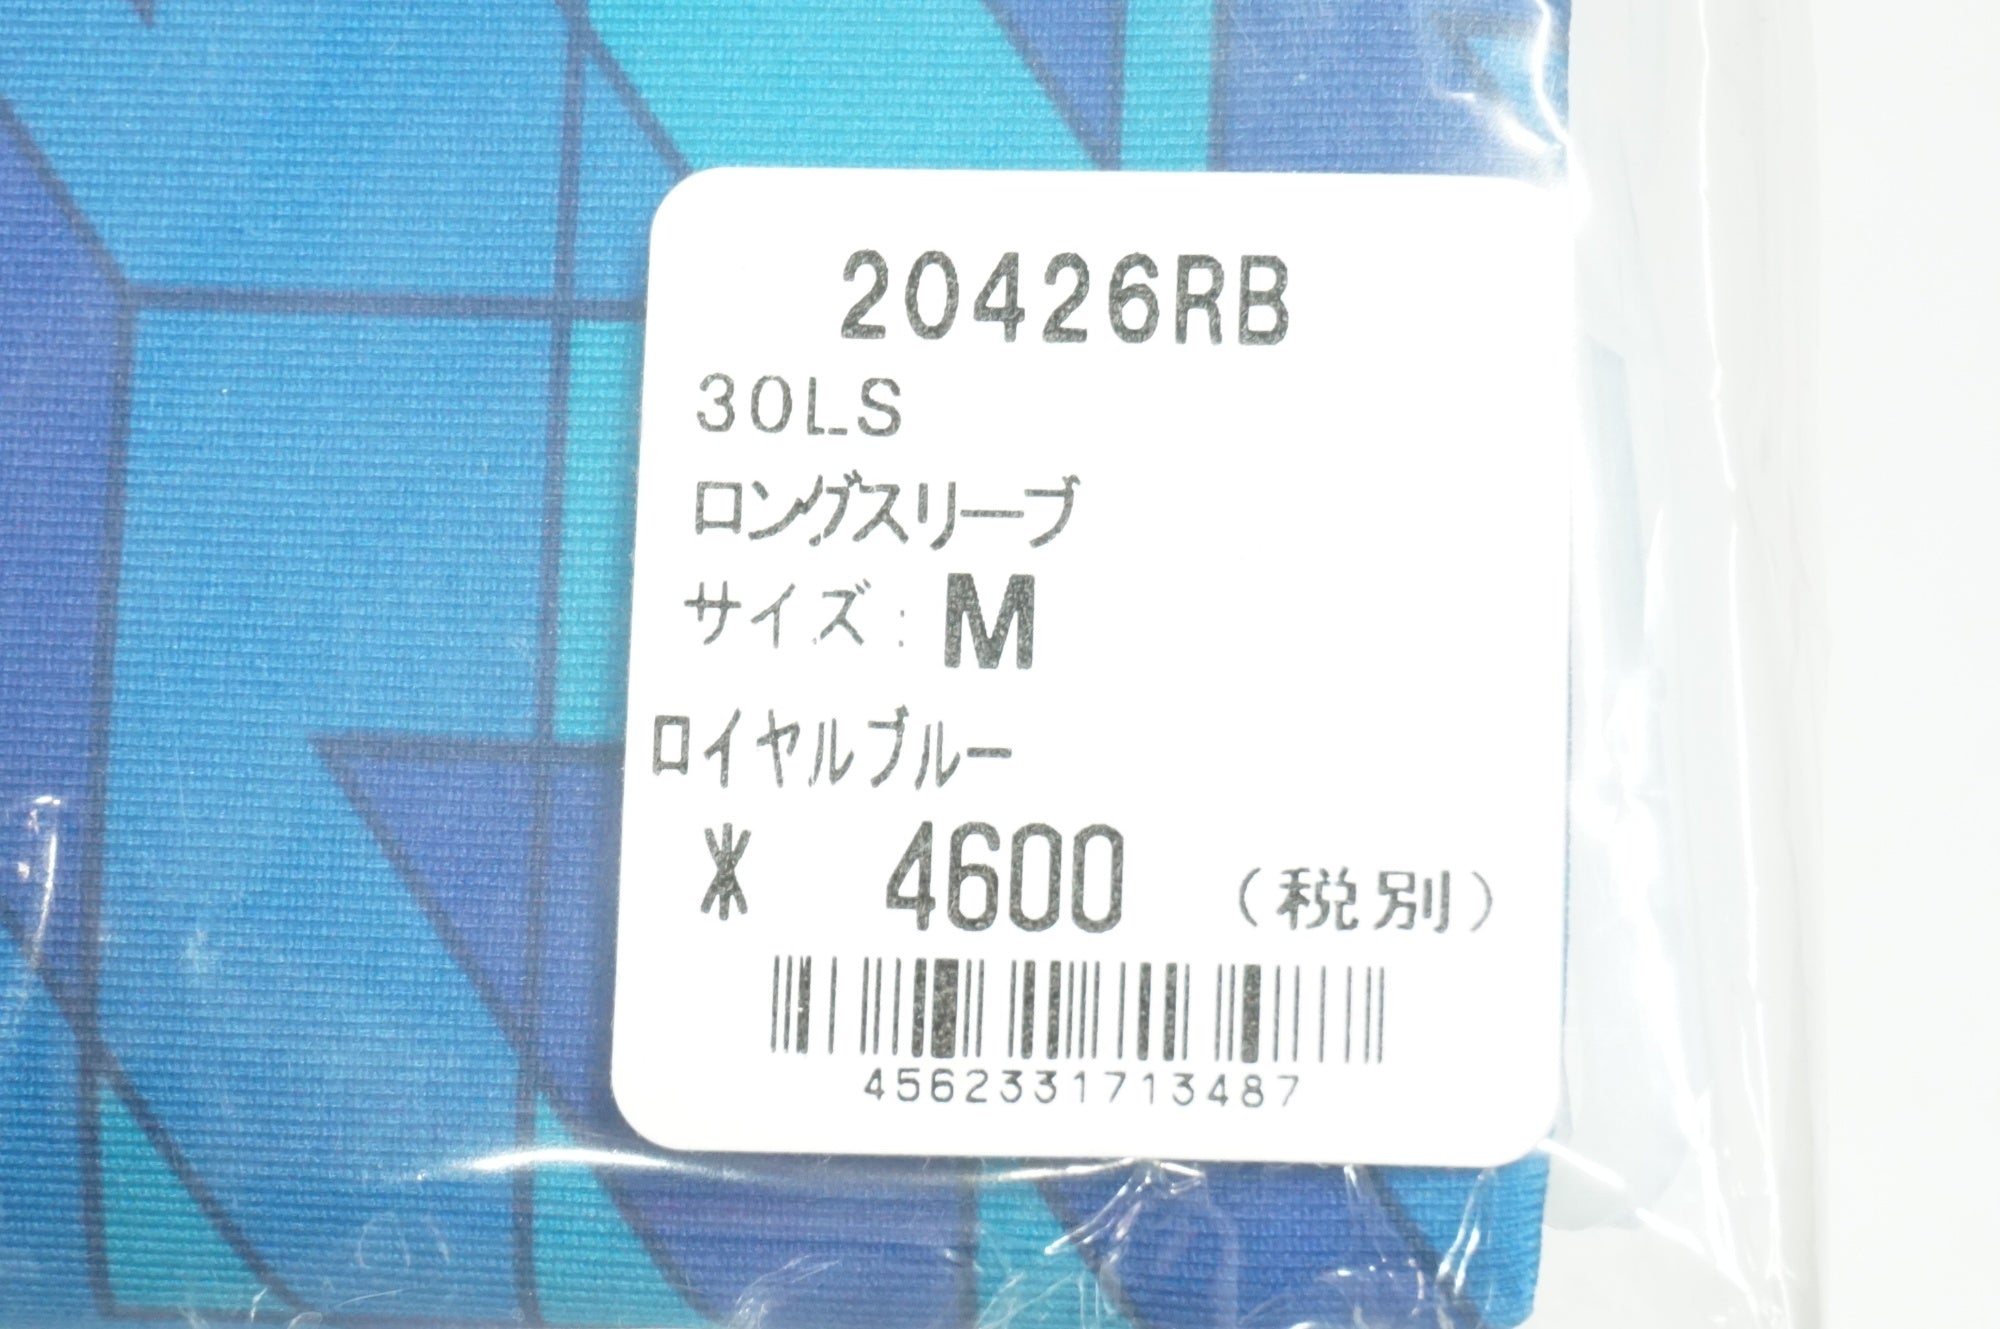 20426RB
30LS
ロングスリーブ
サイズ:M
ロイヤルブルー
¥ 4600 (税別)
4562331713487